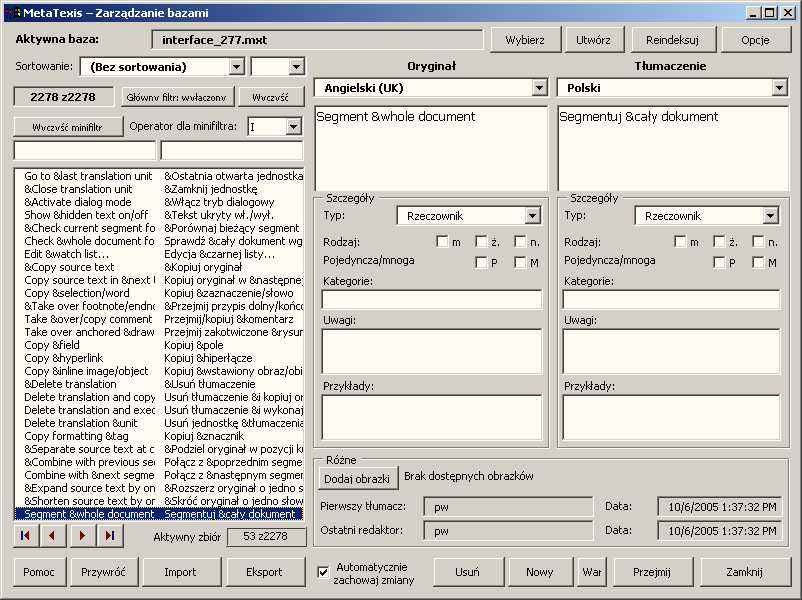 MetaTexis – Zarządzanie bazami
Aktywna baza: interface_277.mxt Wybierz Utwórz Reindeksuj Opcje
Sortowanie: (Bez sortowania)
Oryginał Tłumaczenie
Angielski (UK) Polski
2278 z2278 Główny filtr: wyłączony Wyczyść
Wyczyść minifiltr Operator dla minifiltra: I
Segment &whole document Segmentuj &cały dokument
Go to &last translation unit &Ostatnia otwarta jednostka
&Close translation unit &Zamknij jednostkę
&Activate dialog mode &Włącz tryb dialogowy
Show &hidden text on/off &Tekst ukryty wł./wył.
&Check current segment fo &Porównaj bieżący segment
Check &whole document fo Sprawdź &cały dokument wg
Edit &watch list... Edycja &czarnej listy...
&Copy source text &Kopiuj oryginał
Copy source text in &next Kopiuj oryginał w &następnej
Copy &selection/word Kopiuj &zaznaczenie/słowo
&Take over footnote/endno &Przejmij przypis dolny/końco
Take &over/copy comment Przejmij/kopiuj &komentarz
Take over anchored &draw Przejmij zakotwiczone &rysur
Copy &field Kopiuj &pole
Copy &hyperlink Kopiuj &hiperłącze
Copy &inline image/object Kopiuj &wstawiony obraz/obi
&Delete translation &Usuń tłumaczenie
Delete translation and copy Usuń tłumaczenie &i kopiuj or
Delete translation and exec Usuń tłumaczenie &i wykonaj
Delete translation &unit Usuń jednostkę &tłumaczenia
Copy formatting &tag Kopiuj &znacznik
&Separate source text at c &Podziel oryginał w pozycji k
&Combine with previous se Połącz z &poprzednim segme
Combine with &next segme Połącz z &następnym segme
&Expand source text by on &Rozszerz oryginał o jedno s
&Shorten source text by or &Skróć oryginał o jedno słow
Segment &whole document Segmentuj &cały dokument
Aktywny zbiór 53 z2278
Szczegóły
Typ: Rzeczownik
Rodzaj: m ż. n.
Pojedyncza/mnoga P M
Kategorie:
Uwagi:
Przykłady:
Szczegóły
Typ: Rzeczownik
Rodzaj: m ż. n.
Pojedyncza/mnoga P M
Kategorie:
Uwagi:
Przykłady:
Różne
Dodaj obrazki Brak dostępnych obrazków
Pierwszy tłumacz: pw Data: 10/6/2005 1:37:32 PM
Ostatni redaktor: pw Data: 10/6/2005 1:37:32 PM
Pomoc Przywróć Import Eksport
Automatycznie
zachowaj zmiany
Usuń Nowy War Przejmij Zamknij